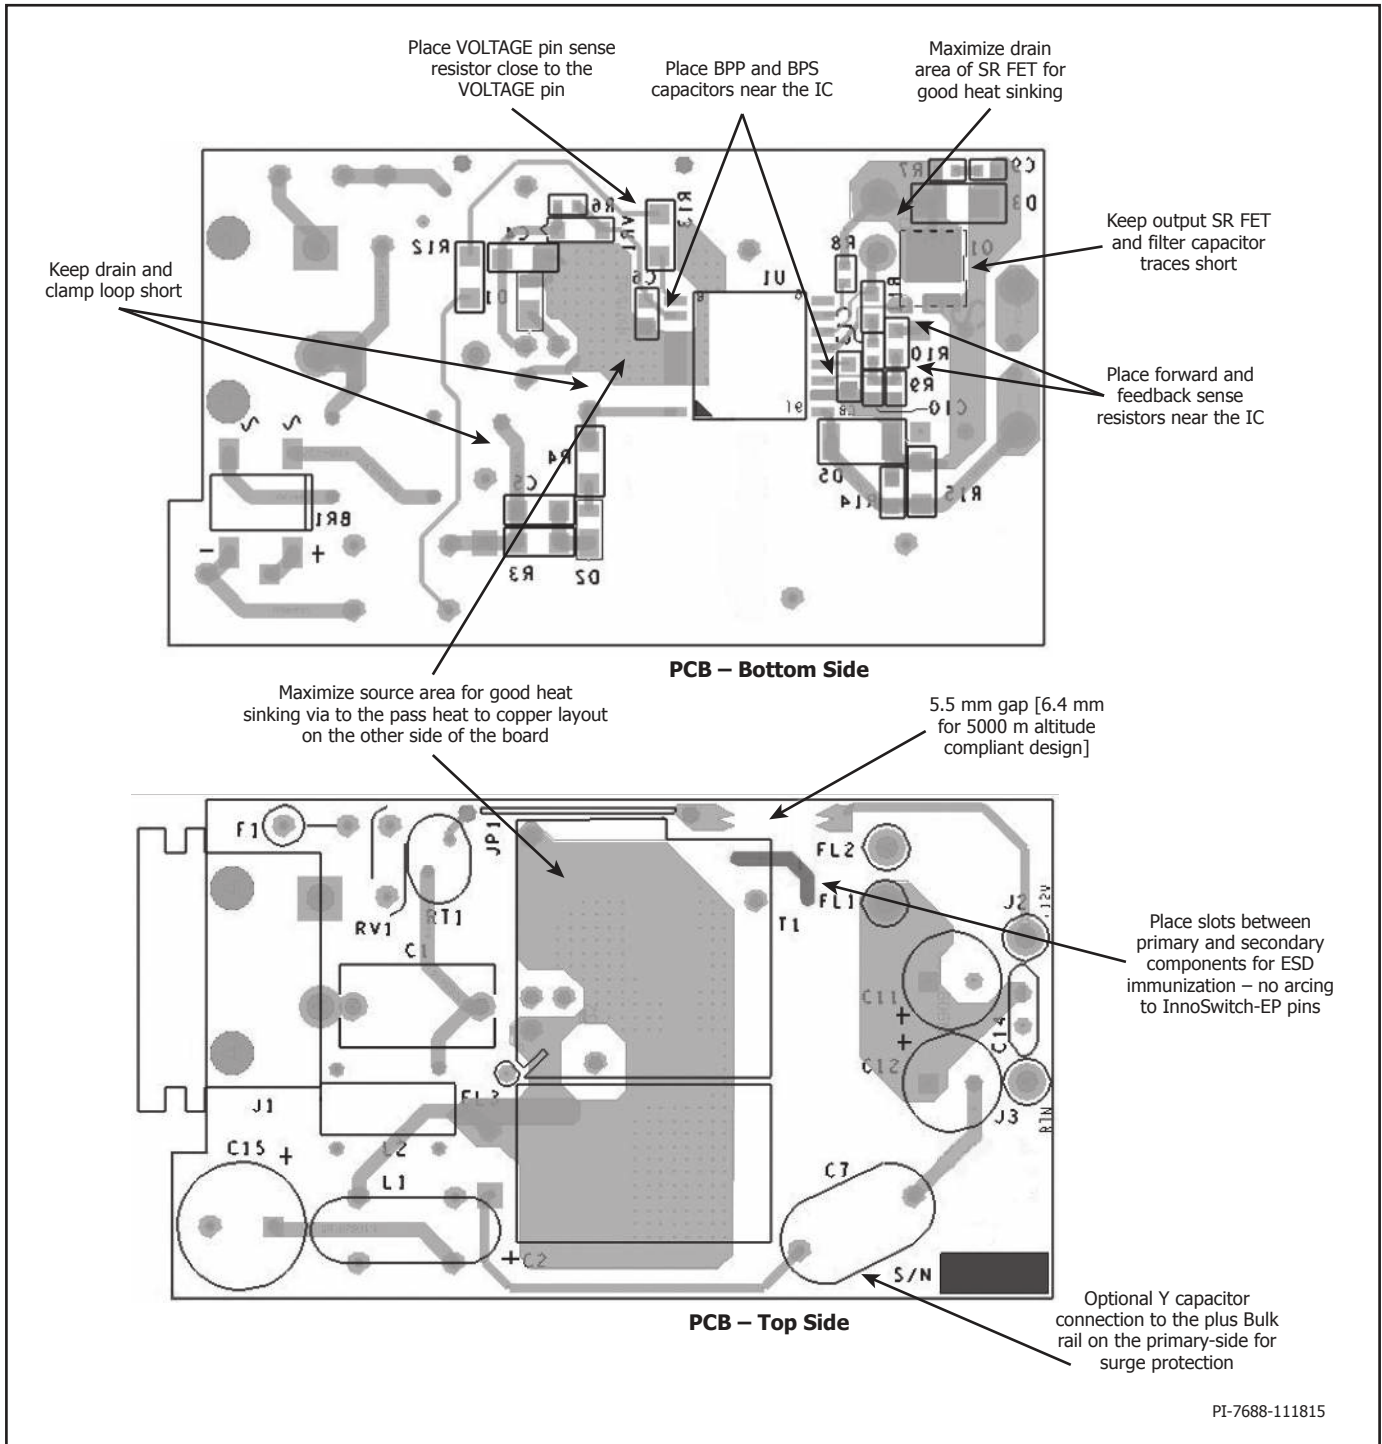 Place VOLTAGE pin sense
resistor close to the
VOLTAGE pin
Place BPP and BPS
capacitors near the IC
Maximize drain
area of SR FET for
good heat sinking
Keep output SR FET
and filter capacitor
traces short
Keep drain and
clamp loop short
Place forward and
feedback sense
resistors near the IC
R7
C9
D3
R6
VR1
R13
R12
C4
C6
U1
R8
Q1
R10
R9
C10
D5
R14
R15
R4
C5
R3
D2
BR1
-
+
PCB – Bottom Side
Maximize source area for good heat
sinking via to the pass heat to copper layout
on the other side of the board
5.5 mm gap [6.4 mm
for 5000 m altitude
compliant design]
F1
JP1
RV1
RT1
C1
T1
FL2
FL1
J2
C11
+
+
C12
C14
J3
RTN
FL3
J1
L2
C15 +
L1
+C2
C7
S/N
Place slots between
primary and secondary
components for ESD
immunization – no arcing
to InnoSwitch-EP pins
PCB – Top Side
Optional Y capacitor
connection to the plus Bulk
rail on the primary-side for
surge protection
PI-7688-111815